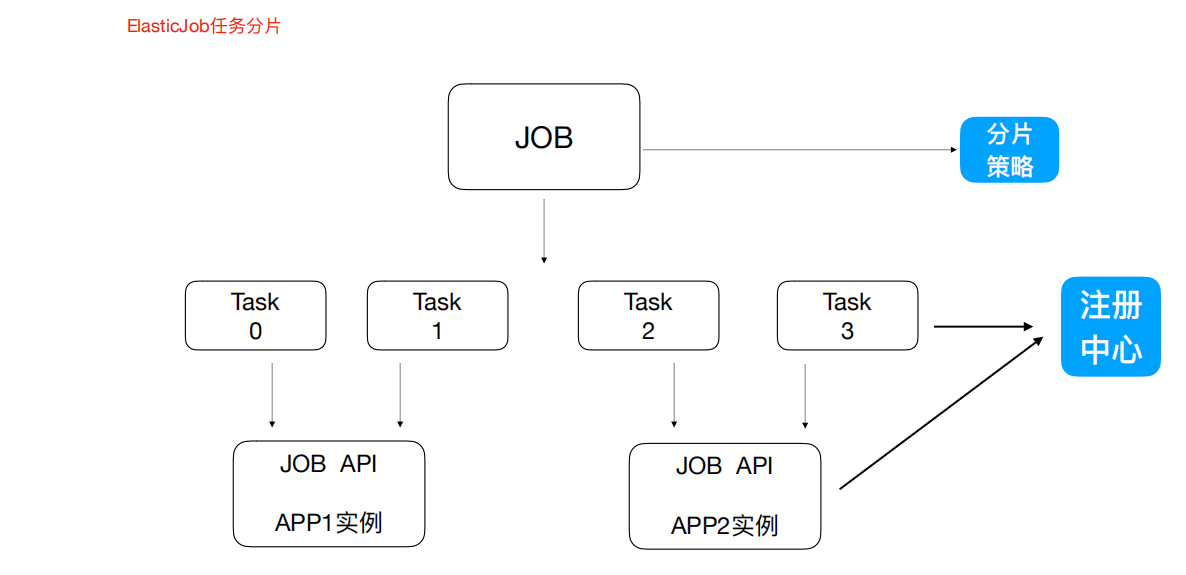 ElasticJob任务分片
JOB
分片
策略
Task
0
Task
1
Task
2
Task
3
注册
中心
JOB API
APP1实例
JOB API
APP2实例